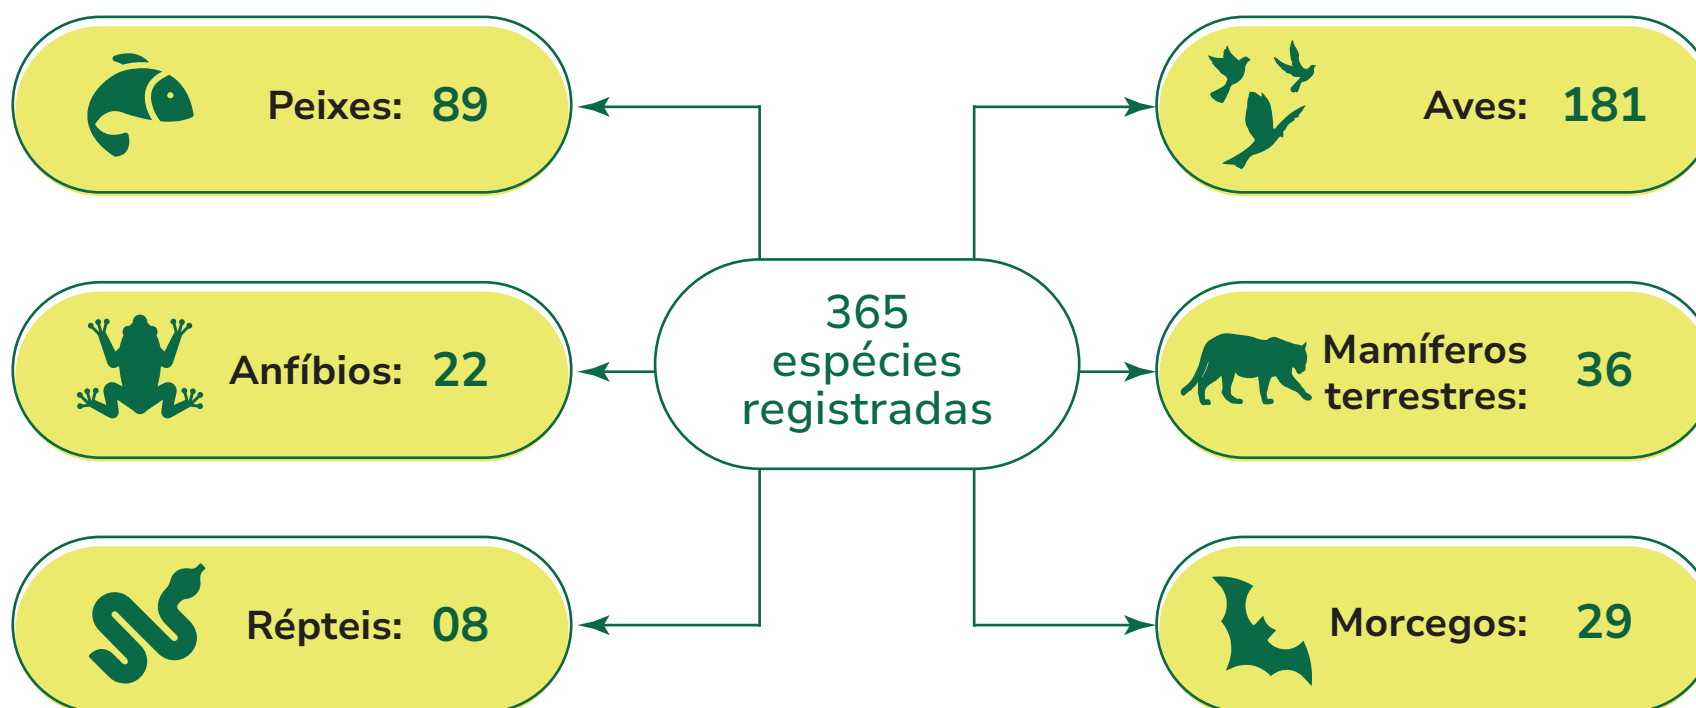 Peixes: 89
Anfíbios: 22
Répteis: 08
365
espécies
registradas
Aves: 181
Mamíferos
terrestres: 36
Morcegos: 29